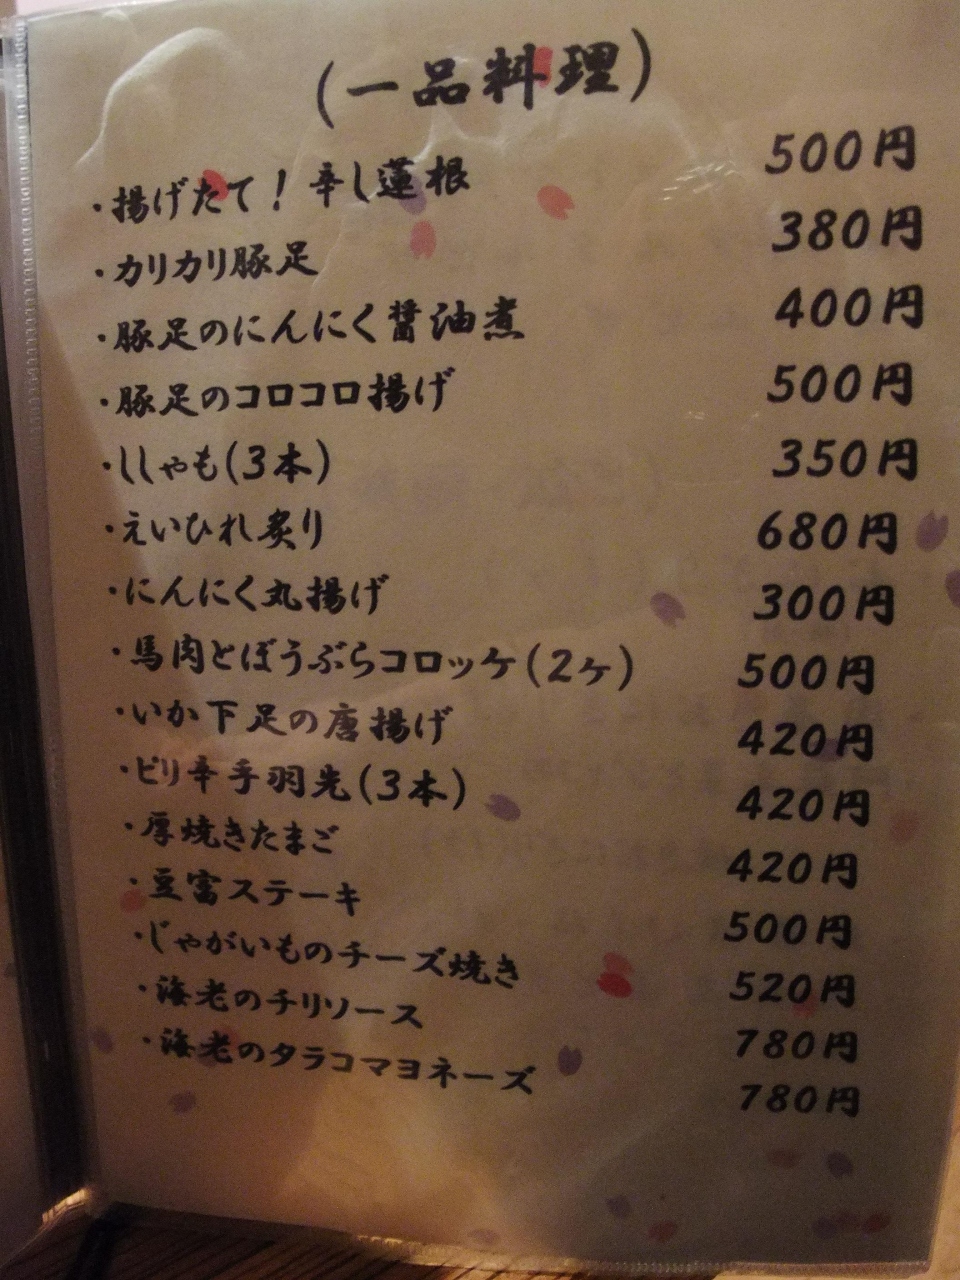 (一品料理)
・揚げたて！辛し蓮根 500円
・カリカリ豚足 380円
・豚足のにんにく醤油煮 400円
・豚足のコロコロ揚げ 500円
・ししゃも(3本) 350円
・えいひれ炙り 680円
・にんにく丸揚げ 300円
・馬肉とぼうぶらコロッケ(2ヶ) 500円
・いか下足の唐揚げ 420円
・ピリ辛手羽先(3本) 420円
・厚焼きたまご 420円
・豆富ステーキ 500円
・じゃがいものチーズ焼き 520円
・海老のチリソース 780円
・海老のタラコマヨネーズ 780円